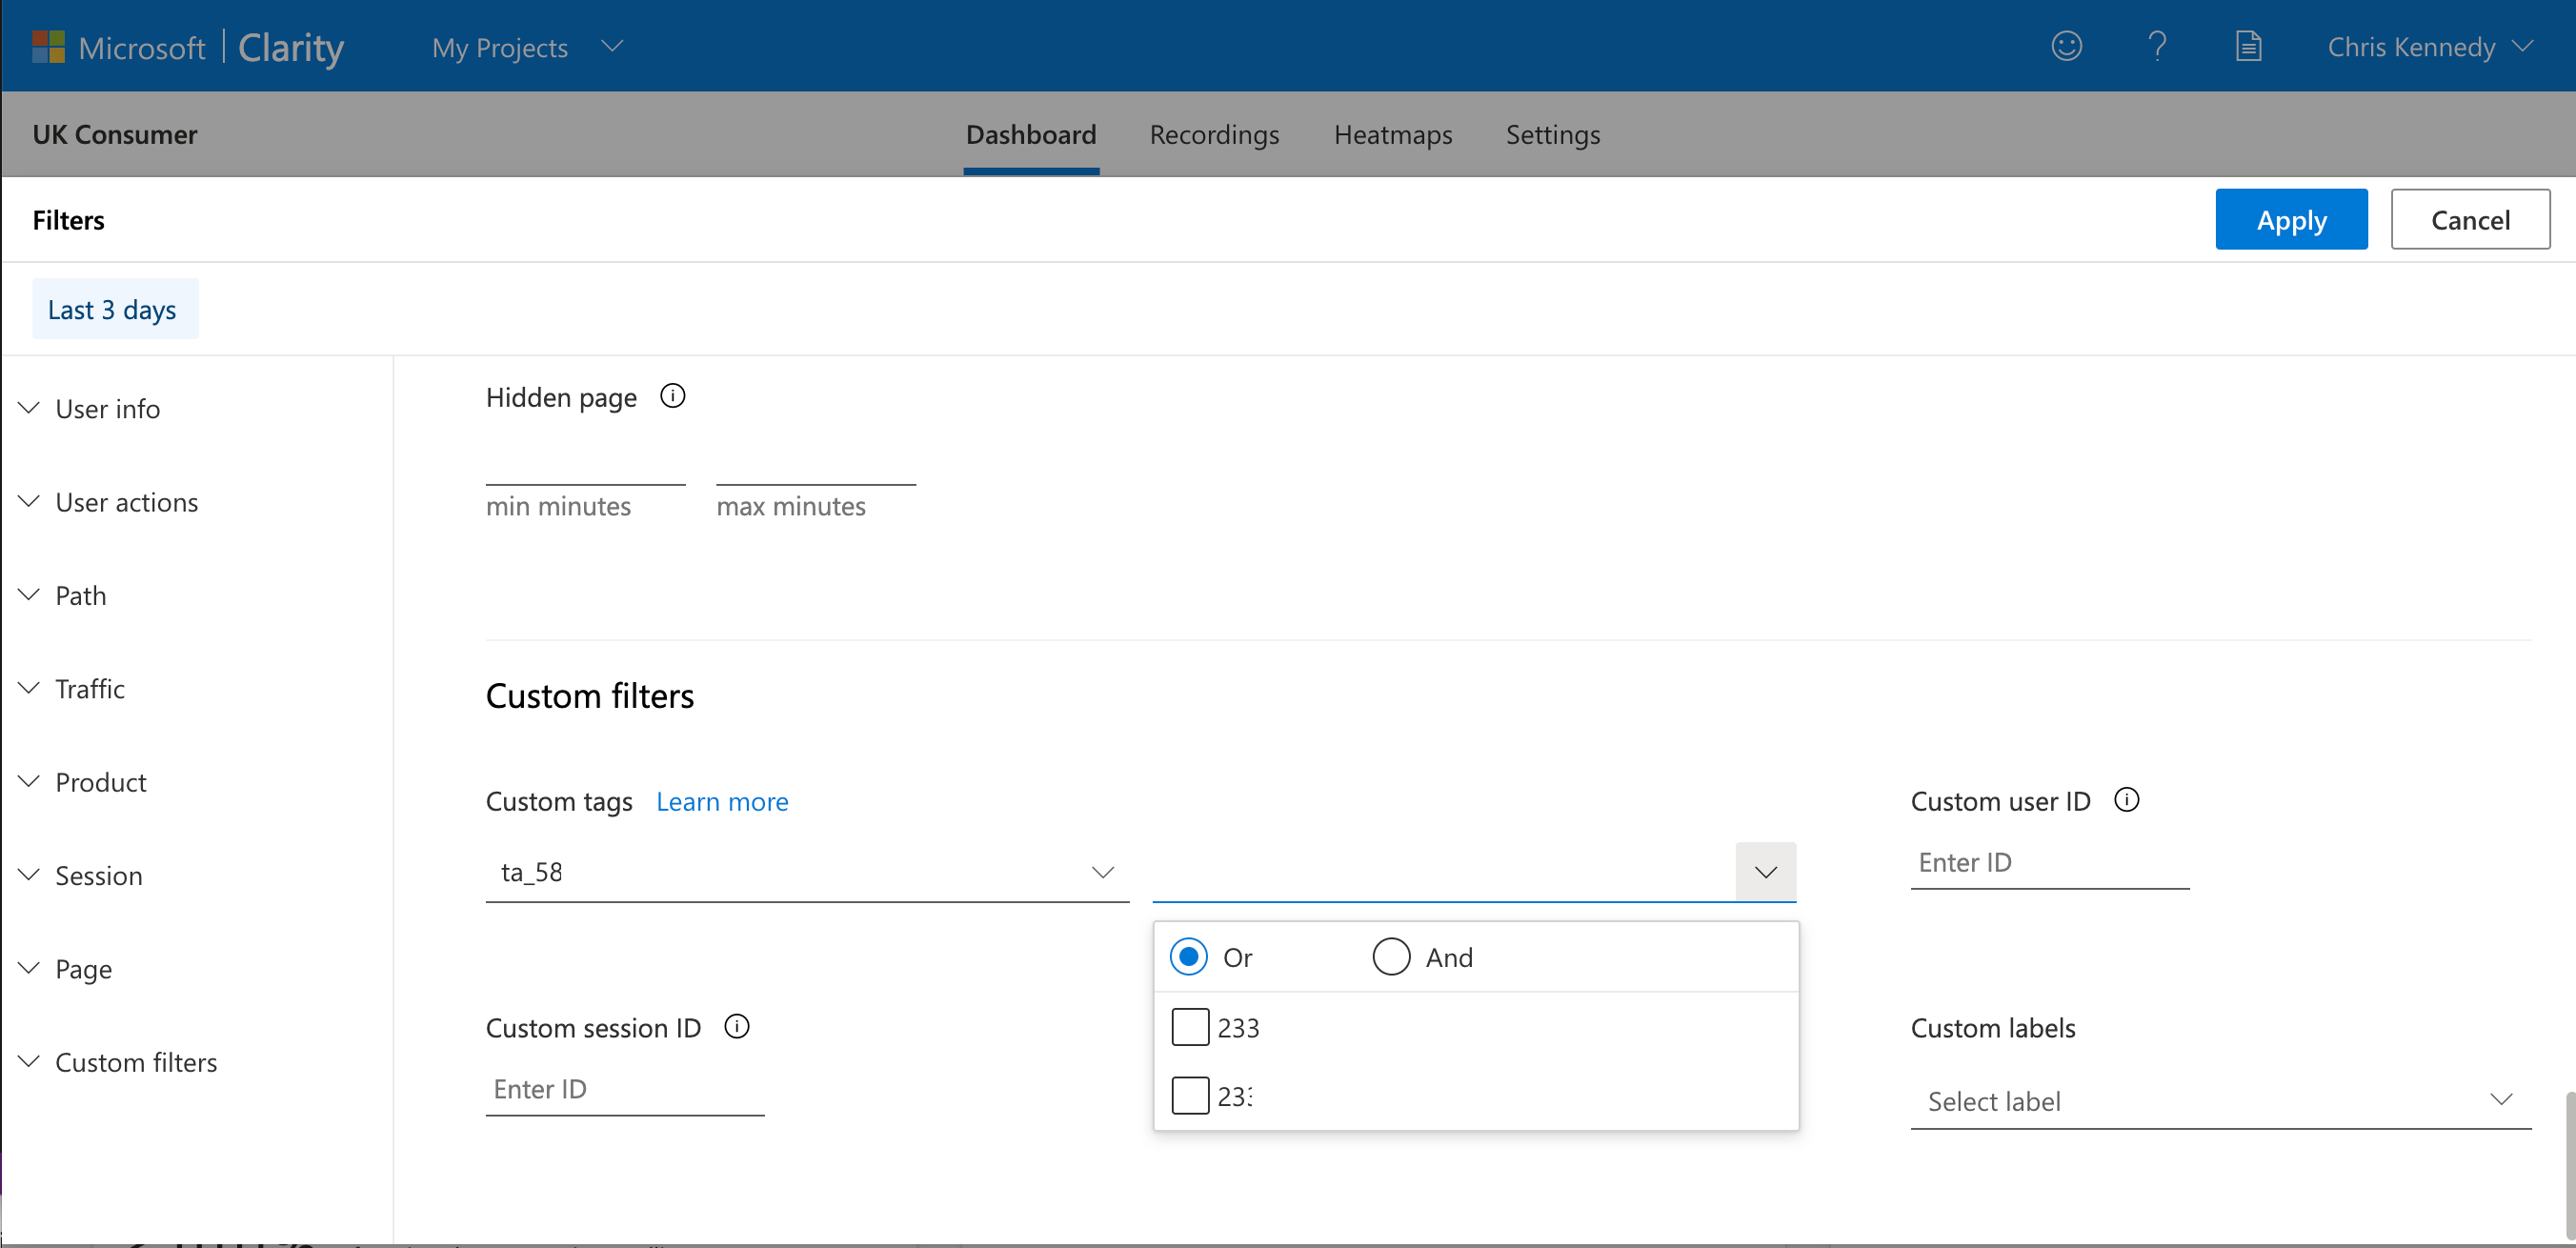 Microsoft | Clarity My Projects Chris Kennedy
UK Consumer Dashboard Recordings Heatmaps Settings
Filters Apply Cancel
Last 3 days
User info
User actions
Path
Traffic
Product
Session
Page
Custom filters
Hidden page
min minutes max minutes
Custom filters
Custom tags Learn more
ta_58
Or And
233
Custom user ID
Enter ID
Custom session ID
Enter ID
Custom labels
Select label